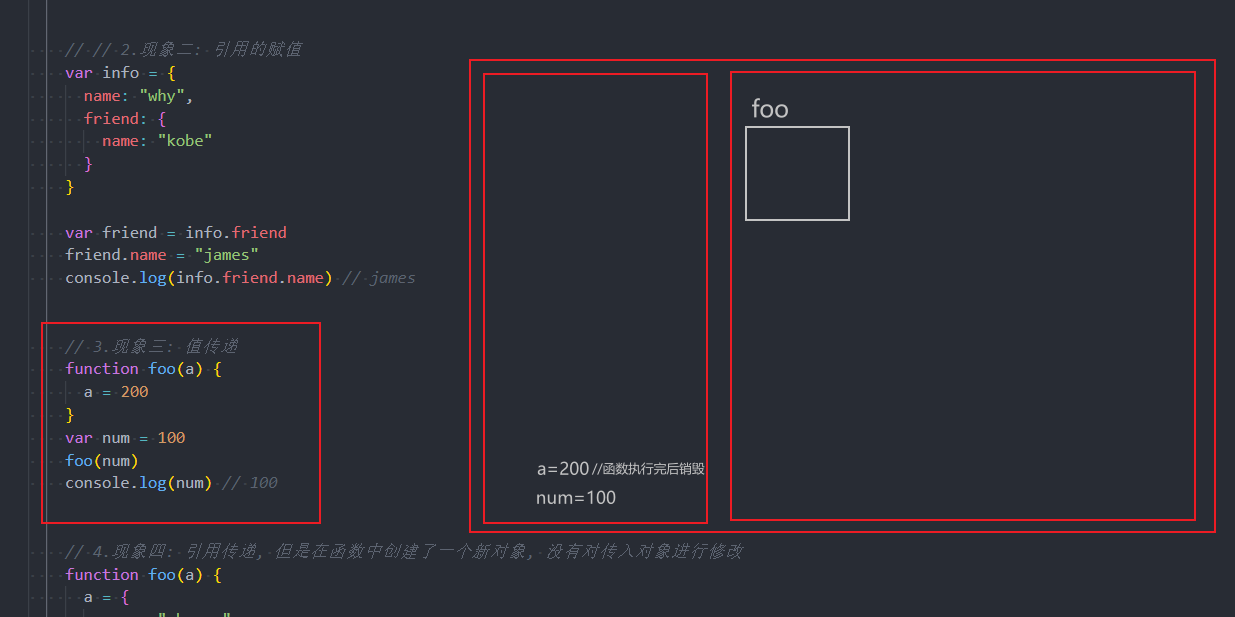 // // 2.现象二: 引用的赋值
var info = {
name: "why",
friend: {
name: "kobe"
}
}
var friend = info.friend
friend.name = "james"
console.log(info.friend.name) // james
// 3.现象三: 值传递
function foo(a) {
a = 200
}
var num = 100
foo(num)
console.log(num) // 100
// 4.现象四: 引用传递, 但是在函数中创建了一个新对象, 没有对传入对象进行修改
function foo(a) {
a = {
foo
a=200 //函数执行完后销毁
num=100